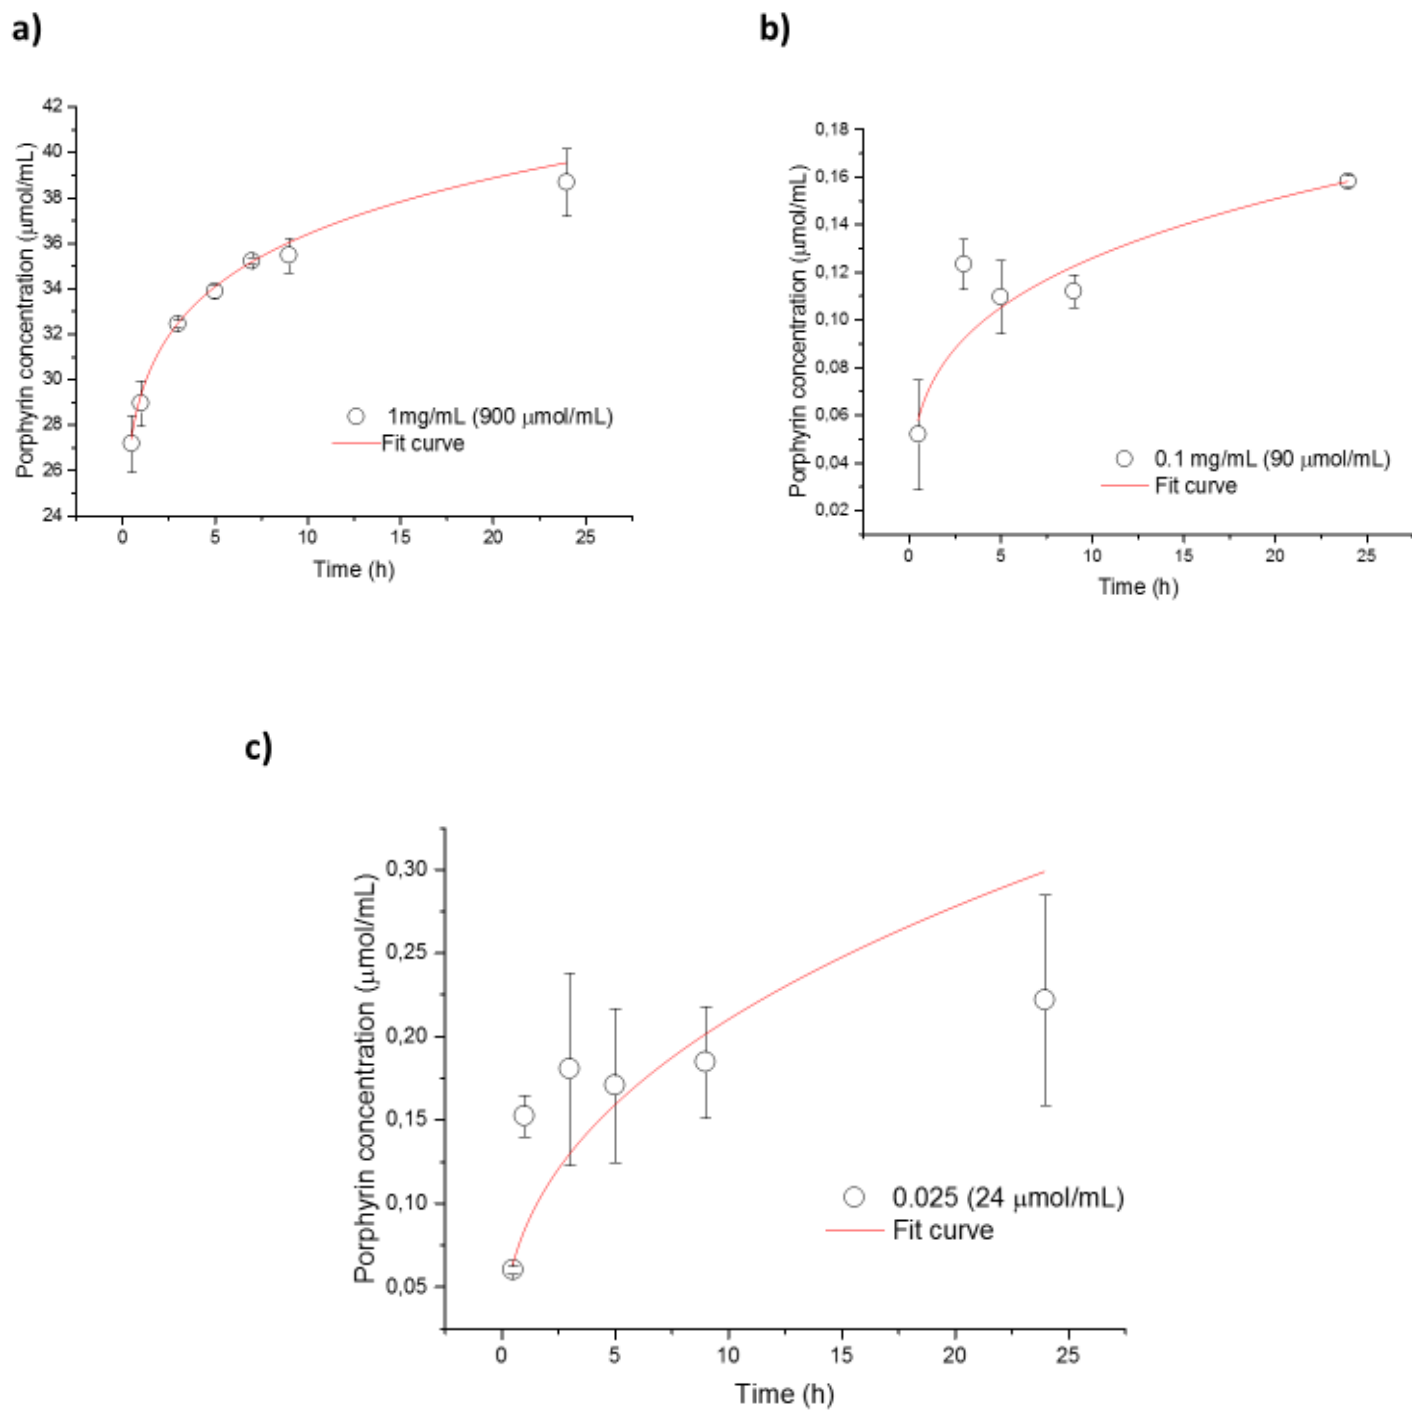 a)
42
40
38
36
34
32
30
28
26
24
Porphyrin concentration (μmol/mL)
1mg/mL (900 μmol/mL)
Fit curve
0 5 10 15 20 25
Time (h)
b)
0,18
0,16
0,14
0,12
0,10
0,08
0,06
0,04
0,02
Porphyrin concentration (μmol/mL)
0.1 mg/mL (90 μmol/mL)
Fit curve
0 5 10 15 20 25
Time (h)
c)
0,30
0,25
0,20
0,15
0,10
0,05
Porphyrin concentration (μmol/mL)
0.025 (24 μmol/mL)
Fit curve
0 5 10 15 20 25
Time (h)